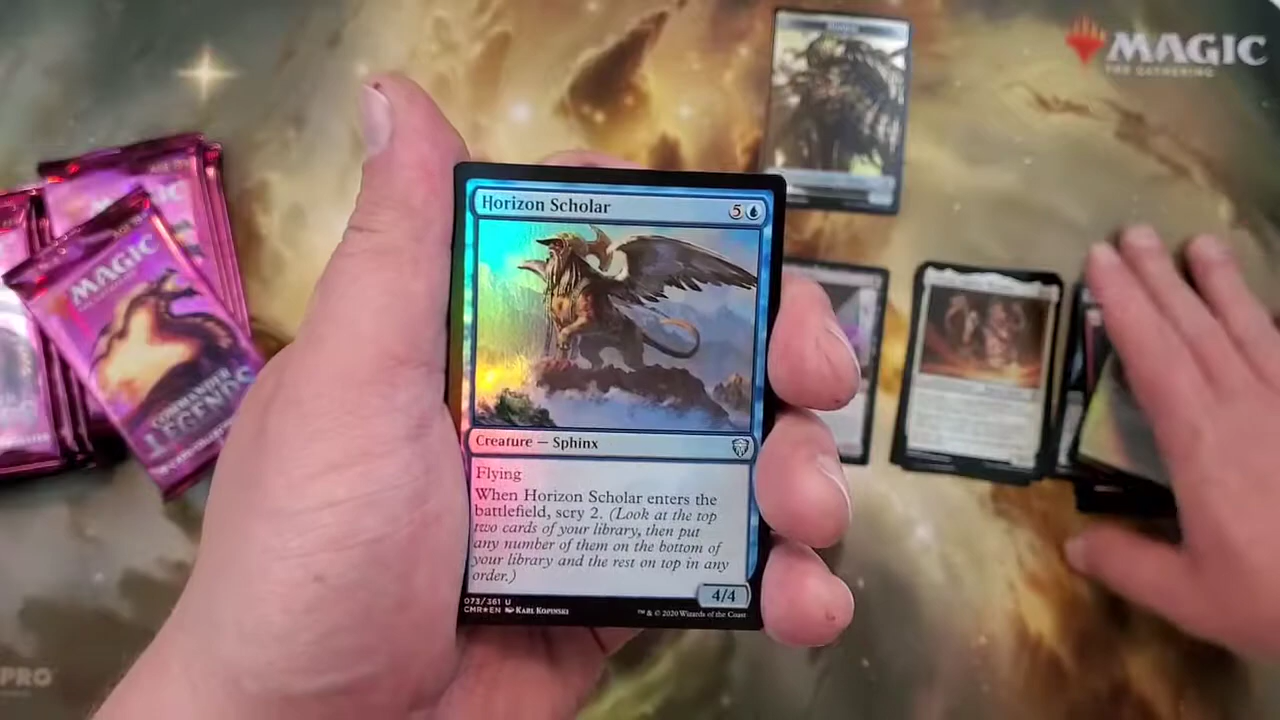 MAGIC
THE GATHERING
Horizon Scholar
5
MAGIC
COMMANDER
LEGENDS
Creature — Sphinx
Flying
When Horizon Scholar enters the
battlefield, scry 2. (Look at the top
two cards of your library, then put
any number of them on the bottom of
your library and the rest on top in any
order.)
4/4
073/361 U
CMR★EN Karl Kopinski
™ & © 2020 Wizards of the Coast
PRO